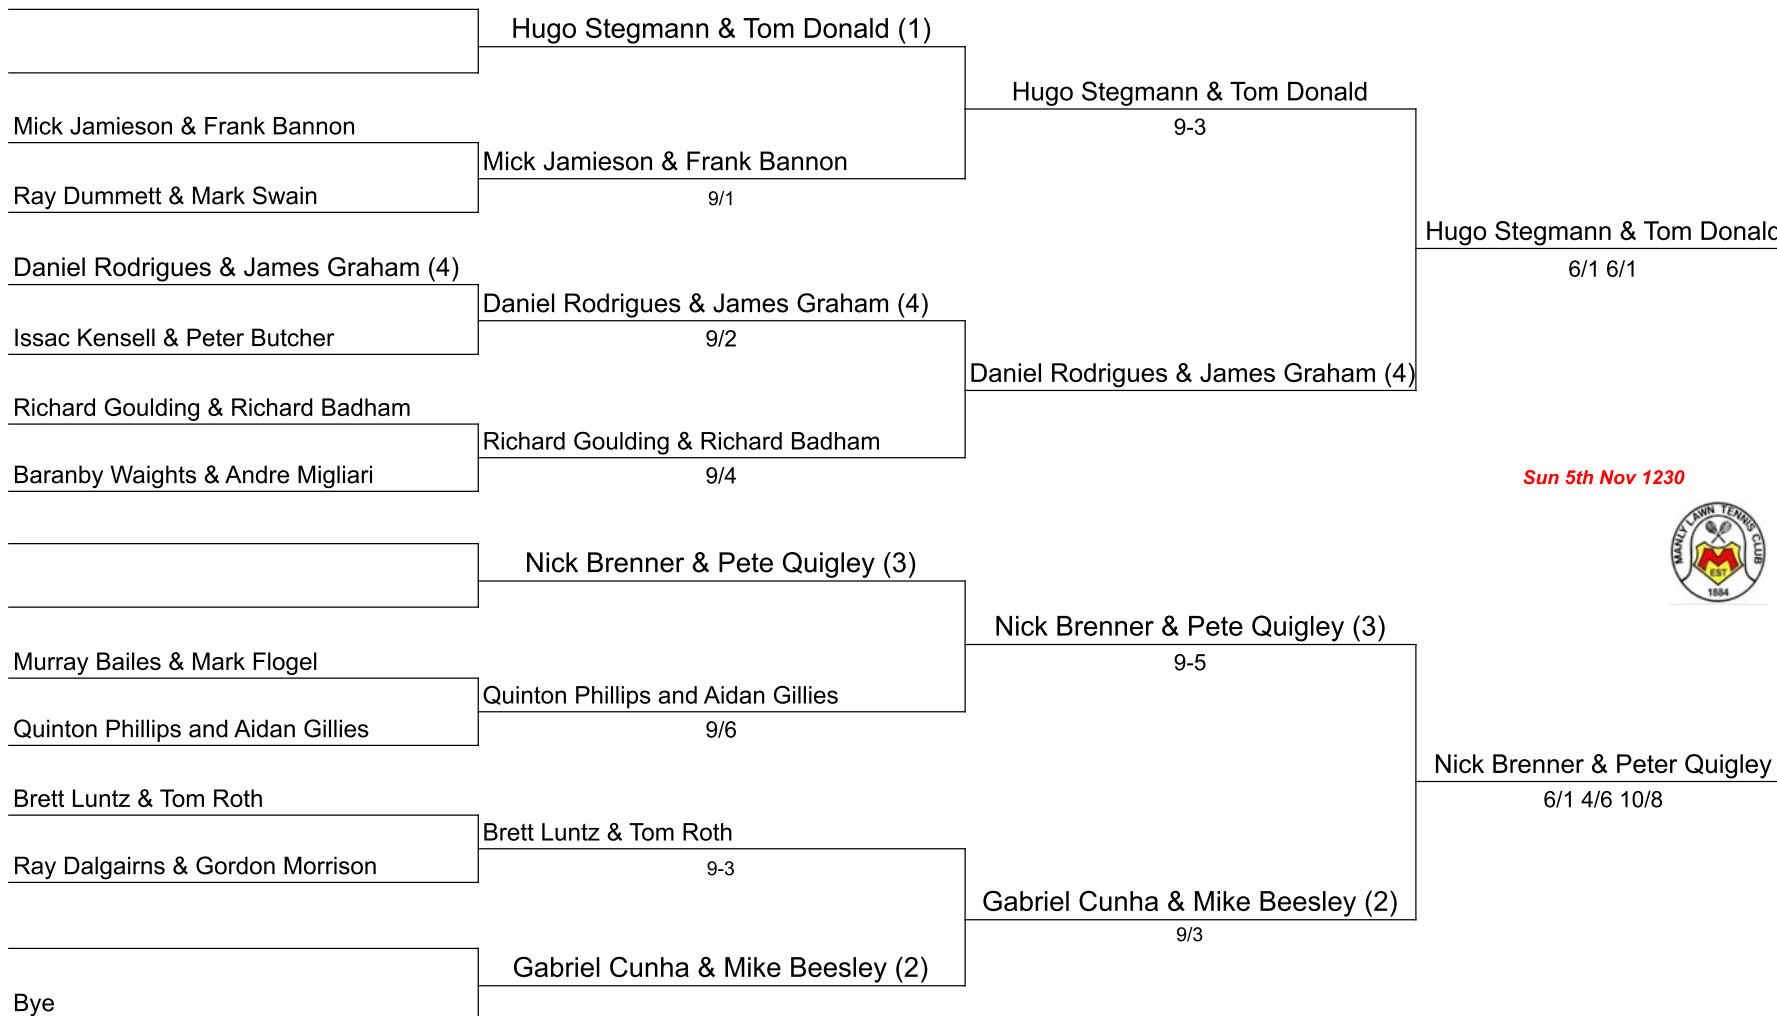 Hugo Stegmann & Tom Donald (1)
Hugo Stegmann & Tom Donald
9-3
Mick Jamieson & Frank Bannon
Mick Jamieson & Frank Bannon
9/1
Ray Dummett & Mark Swain
Hugo Stegmann & Tom Donald
6/1 6/1
Daniel Rodrigues & James Graham (4)
Daniel Rodrigues & James Graham (4)
9/2
Issac Kensell & Peter Butcher
Daniel Rodrigues & James Graham (4)
Richard Goulding & Richard Badham
Richard Goulding & Richard Badham
9/4
Baranby Waights & Andre Migliari
Sun 5th Nov 1230
MANLY LAWN TENNIS CLUB
M
EST
1884
Nick Brenner & Pete Quigley (3)
Nick Brenner & Pete Quigley (3)
9-5
Murray Bailes & Mark Flogel
Quinton Phillips and Aidan Gillies
9/6
Quinton Phillips and Aidan Gillies
Nick Brenner & Peter Quigley
6/1 4/6 10/8
Brett Luntz & Tom Roth
Brett Luntz & Tom Roth
9-3
Ray Dalgairns & Gordon Morrison
Gabriel Cunha & Mike Beesley (2)
9/3
Gabriel Cunha & Mike Beesley (2)
Bye